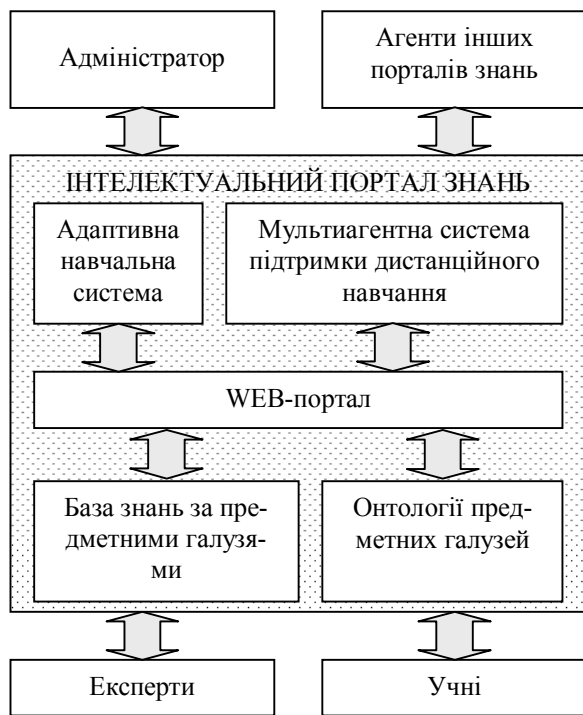 Адміністратор
Агенти інших
порталів знань
ІНТЕЛЕКТУАЛЬНИЙ ПОРТАЛ ЗНАНЬ
Адаптивна
навчальна
система
Мультиагентна система
підтримки дистанційного
навчання
WEB-портал
База знань за пре-
дметними галузя-
ми
Онтології пред-
метних галузей
Експерти
Учні